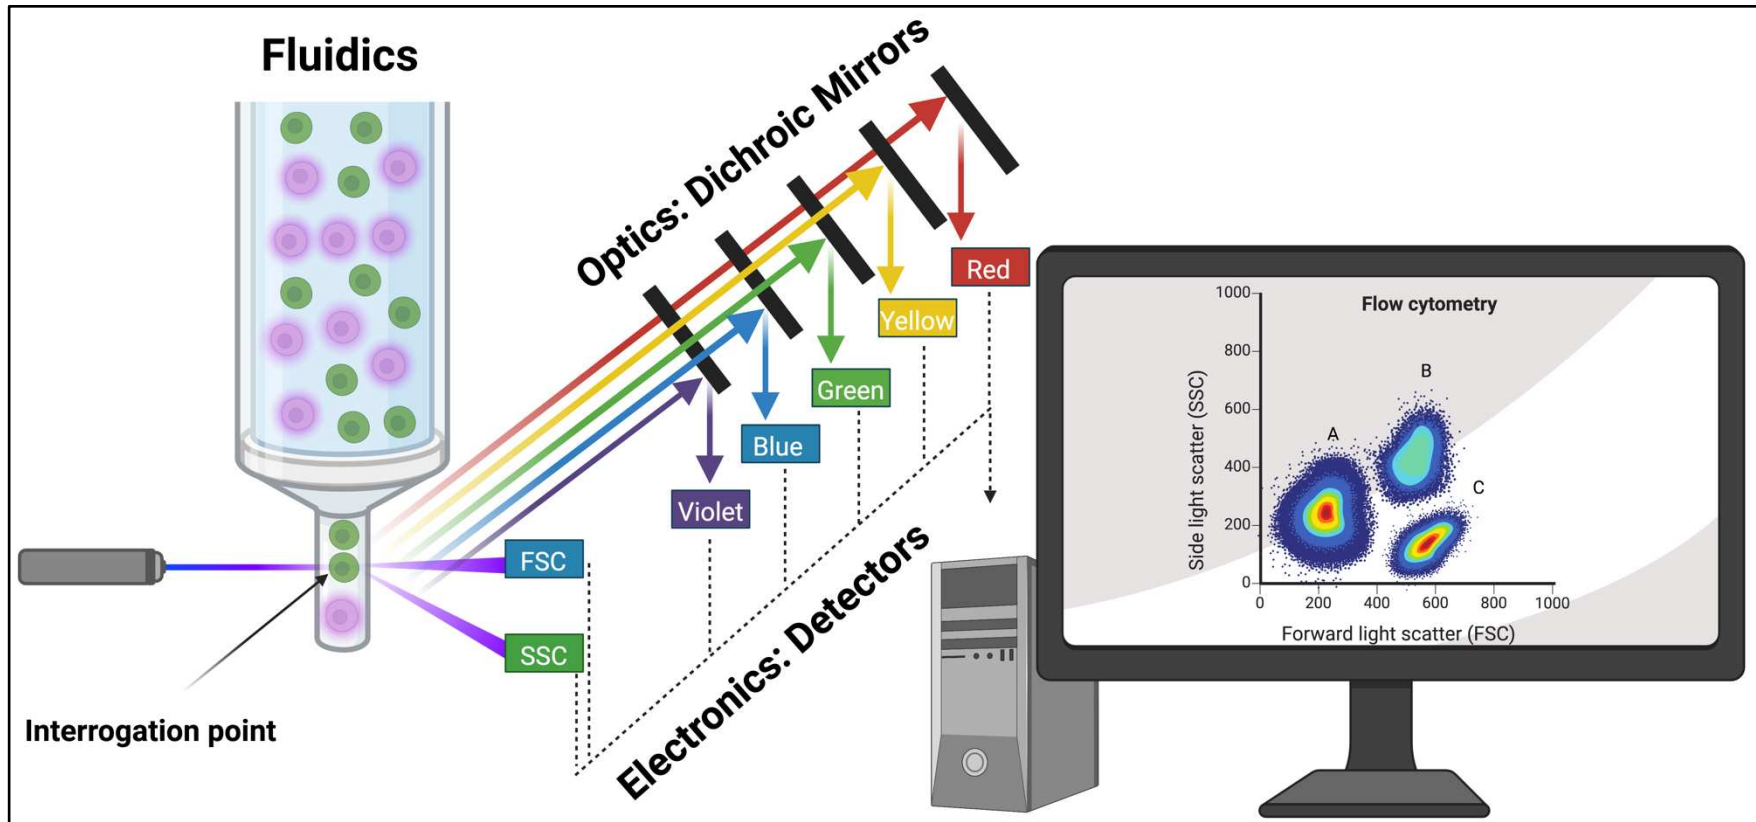 Fluidics
Optics: Dichroic Mirrors
Red
Yellow
Green
Blue
Violet
FSC
SSC
Interrogation point
Electronics: Detectors
Flow cytometry
Side light scatter (SSC)
1000
800
600
400
200
0
A
B
C
0 200 400 600 800 1000
Forward light scatter (FSC)